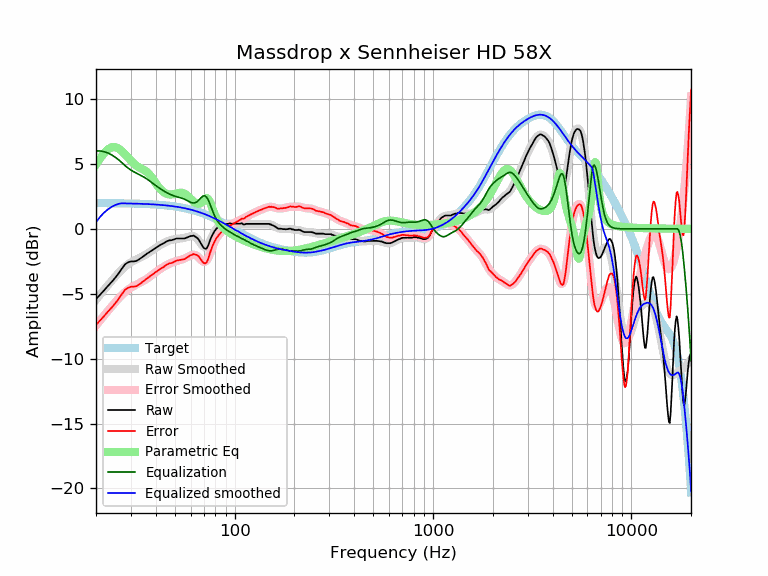 Massdrop x Sennheiser HD 58X
Amplitude (dBr)
10
5
0
−5
−10
−15
−20
Target
Raw Smoothed
Error Smoothed
Raw
Error
Parametric Eq
Equalization
Equalized smoothed
100
1000
10000
Frequency (Hz)